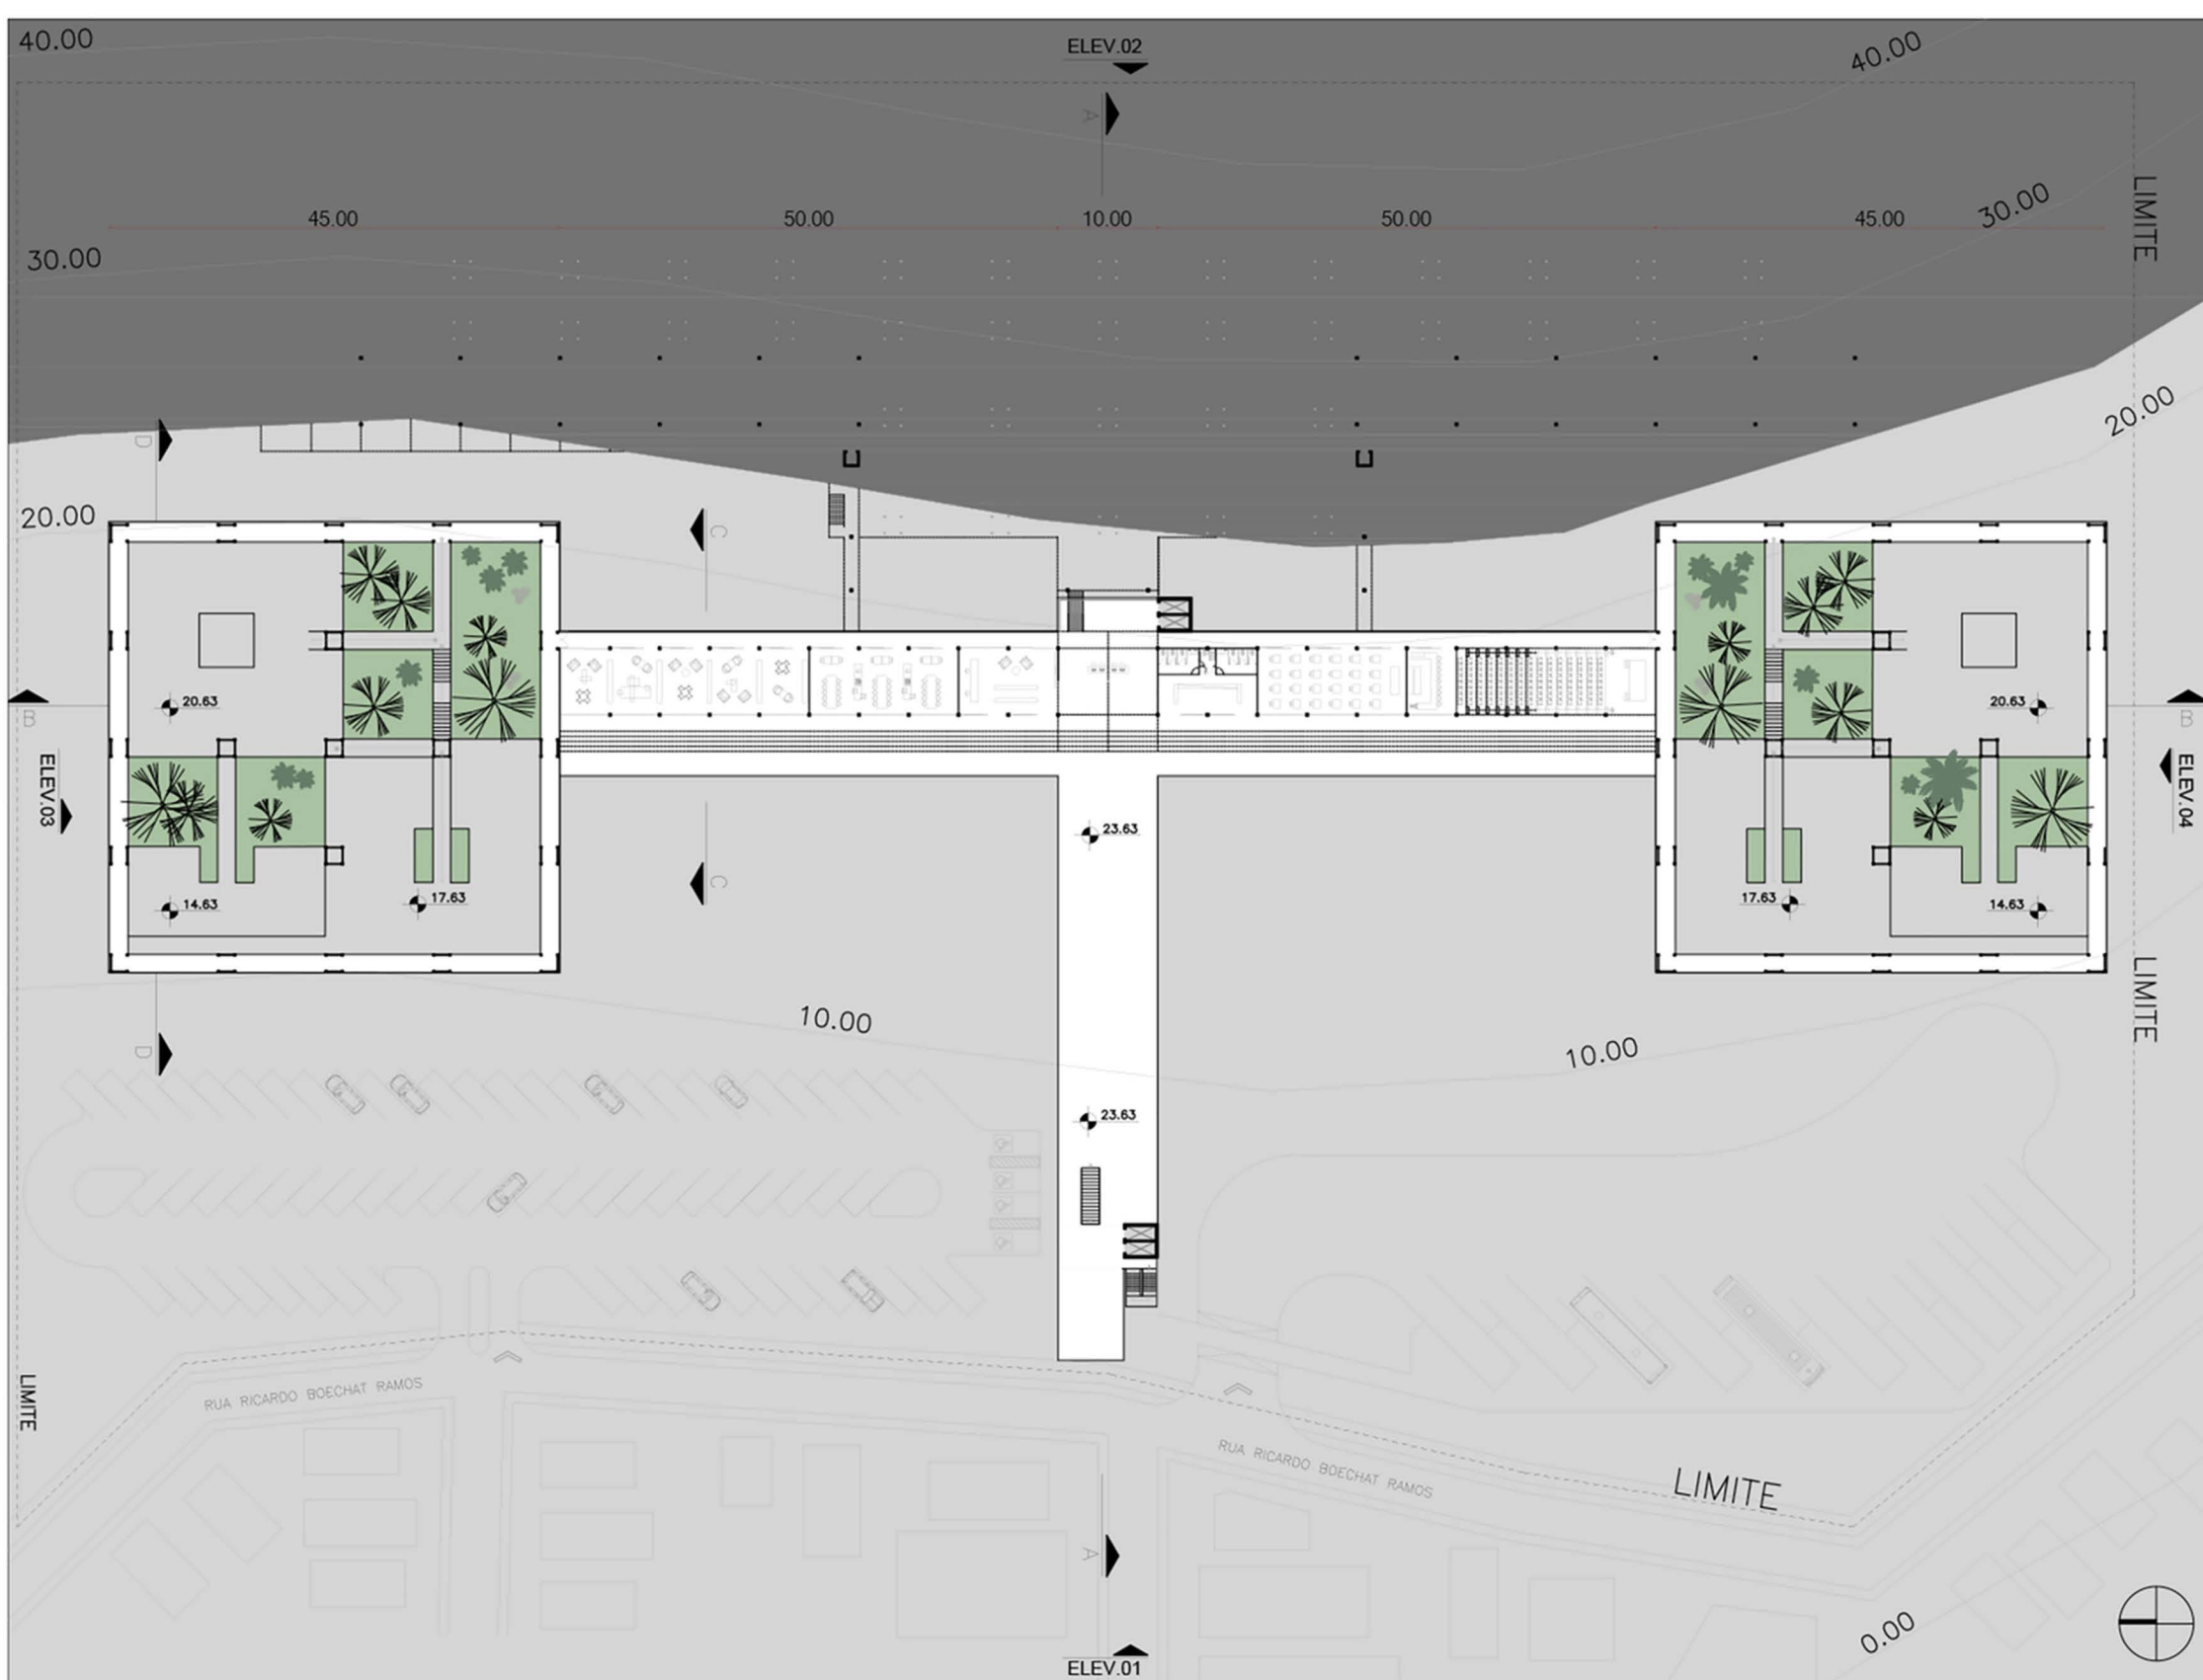 40.00
ELEV.02
40.00
A
LIMITE
30.00
45.00
50.00
10.00
50.00
45.00
30.00
20.00
D
20.00
C
B
20.63
20.63
B
ELEV.03
ELEV.04
23.63
C
14.63
17.63
17.63
14.63
LIMITE
10.00
10.00
D
23.63
LIMITE
RUA RICARDO BOECHAT RAMOS
RUA RICARDO BOECHAT RAMOS
LIMITE
A
0.00
ELEV.01